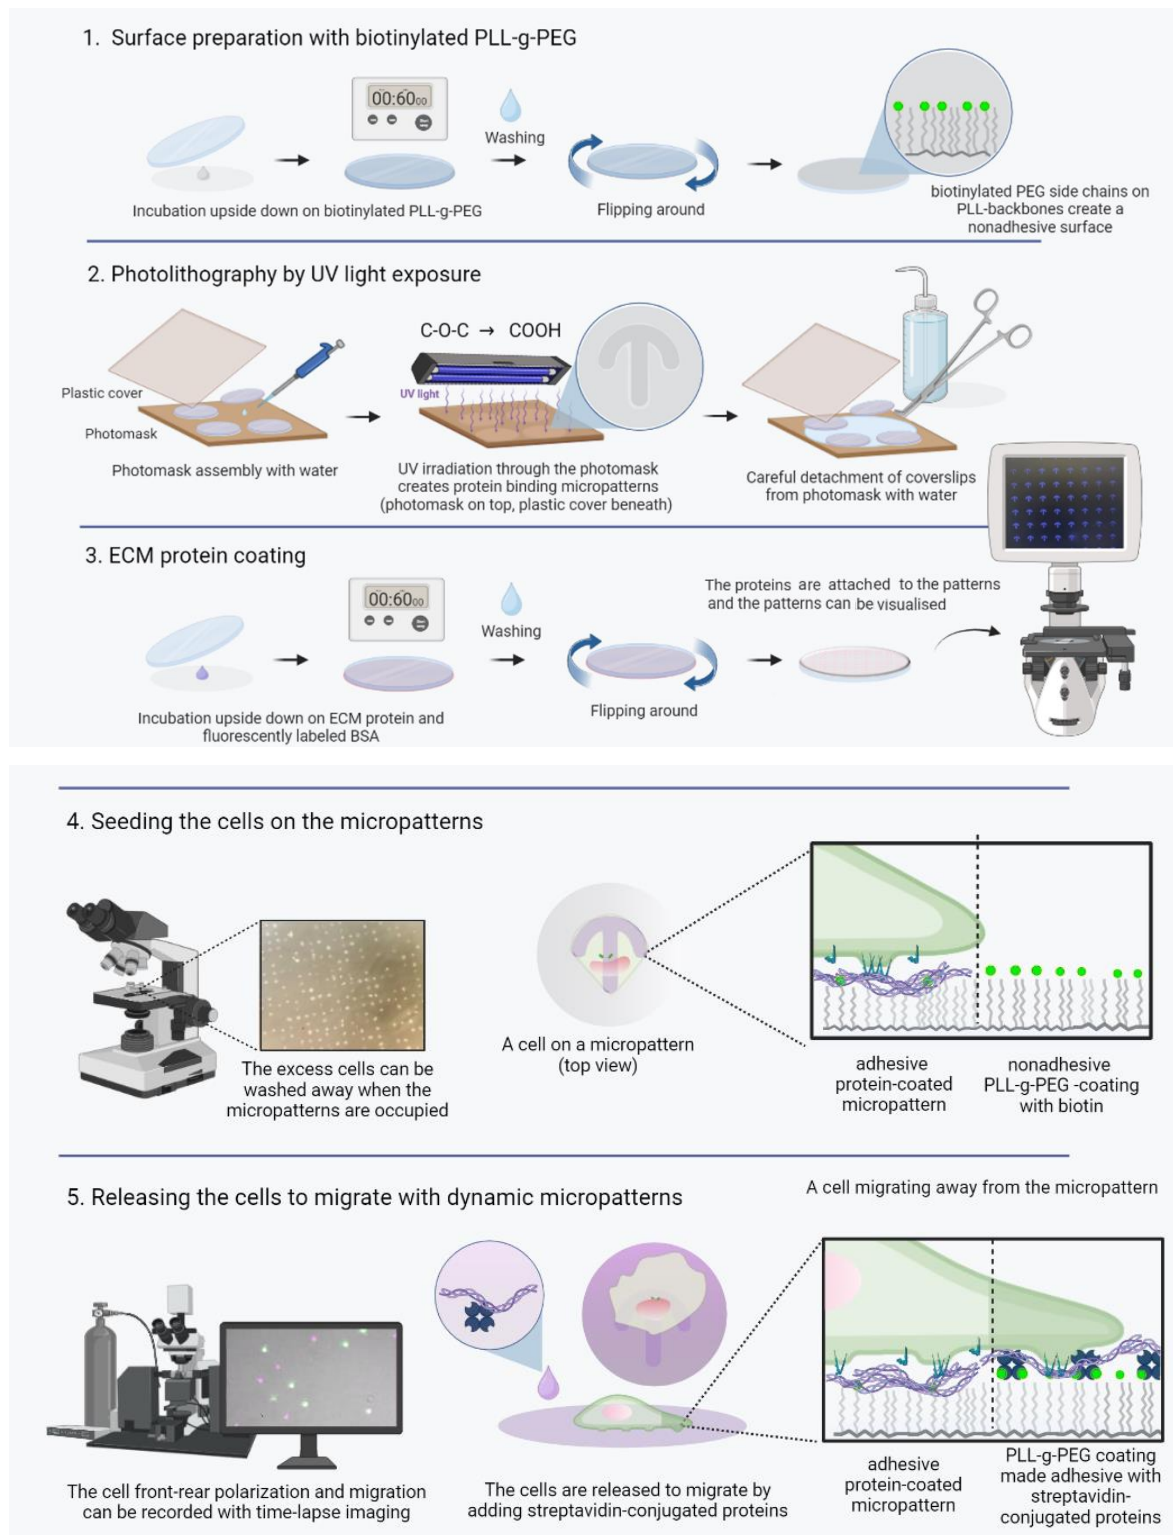 1. Surface preparation with biotinylated PLL-g-PEG
00:6000
Washing
Incubation upside down on biotinylated PLL-g-PEG
Flipping around
biotinylated PEG side chains on
PLL-backbones create a
nonadhesive surface
2. Photolithography by UV light exposure
C-O-C → COOH
Plastic cover
UV light
Photomask
Photomask assembly with water
UV irradiation through the photomask
creates protein binding micropatterns
(photomask on top, plastic cover beneath)
Careful detachment of coverslips
from photomask with water
3. ECM protein coating
00:6000
Washing
The proteins are attached to the patterns
and the patterns can be visualised
Incubation upside down on ECM protein and
fluorescently labeled BSA
Flipping around
4. Seeding the cells on the micropatterns
The excess cells can be
washed away when the
micropatterns are occupied
A cell on a micropattern
(top view)
adhesive
protein-coated
micropattern
nonadhesive
PLL-g-PEG -coating
with biotin
5. Releasing the cells to migrate with dynamic micropatterns
A cell migrating away from the micropattern
The cell front-rear polarization and migration
can be recorded with time-lapse imaging
The cells are released to migrate by
adding streptavidin-conjugated proteins
adhesive
protein-coated
micropattern
PLL-g-PEG coating
made adhesive with
streptavidin-
conjugated proteins